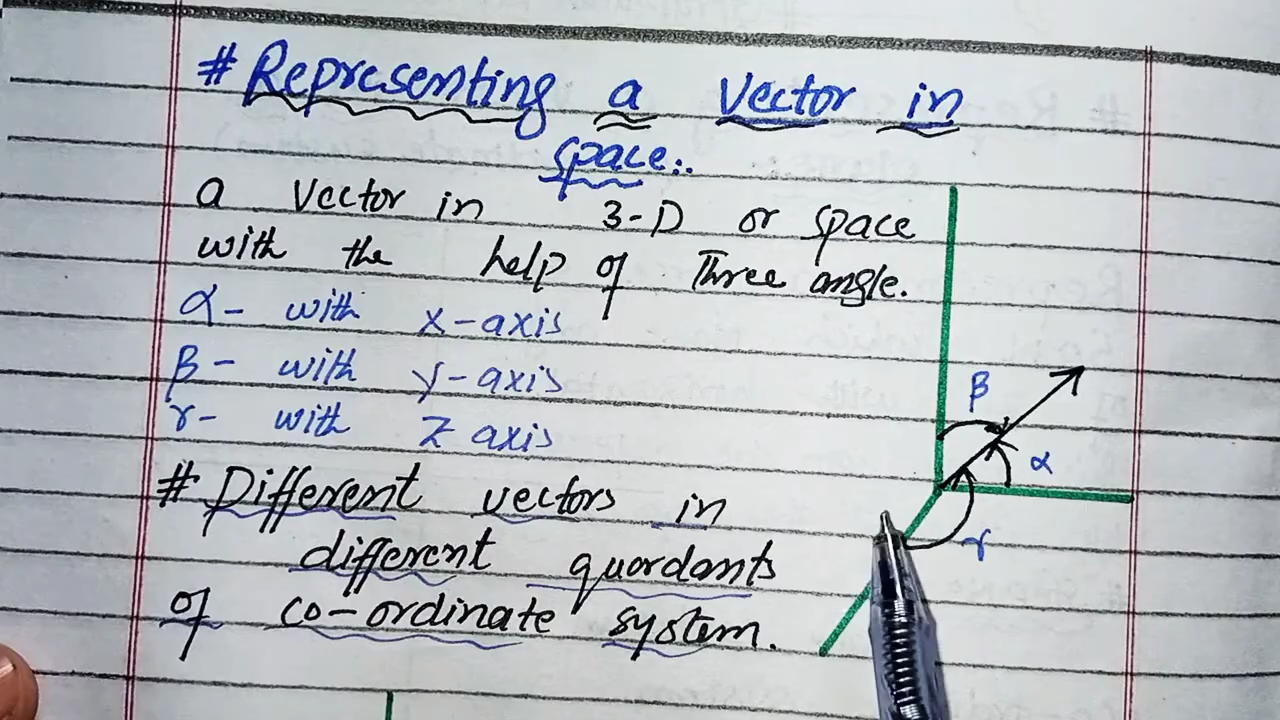 # Representing a Vector in
space:.
a Vector in 3-D or space
with the help of Three angle.
α- with x-axis
β- with y-axis
r- with Z axis
# Different vectors in
different quordants
of co-ordinate system.
β
α
r